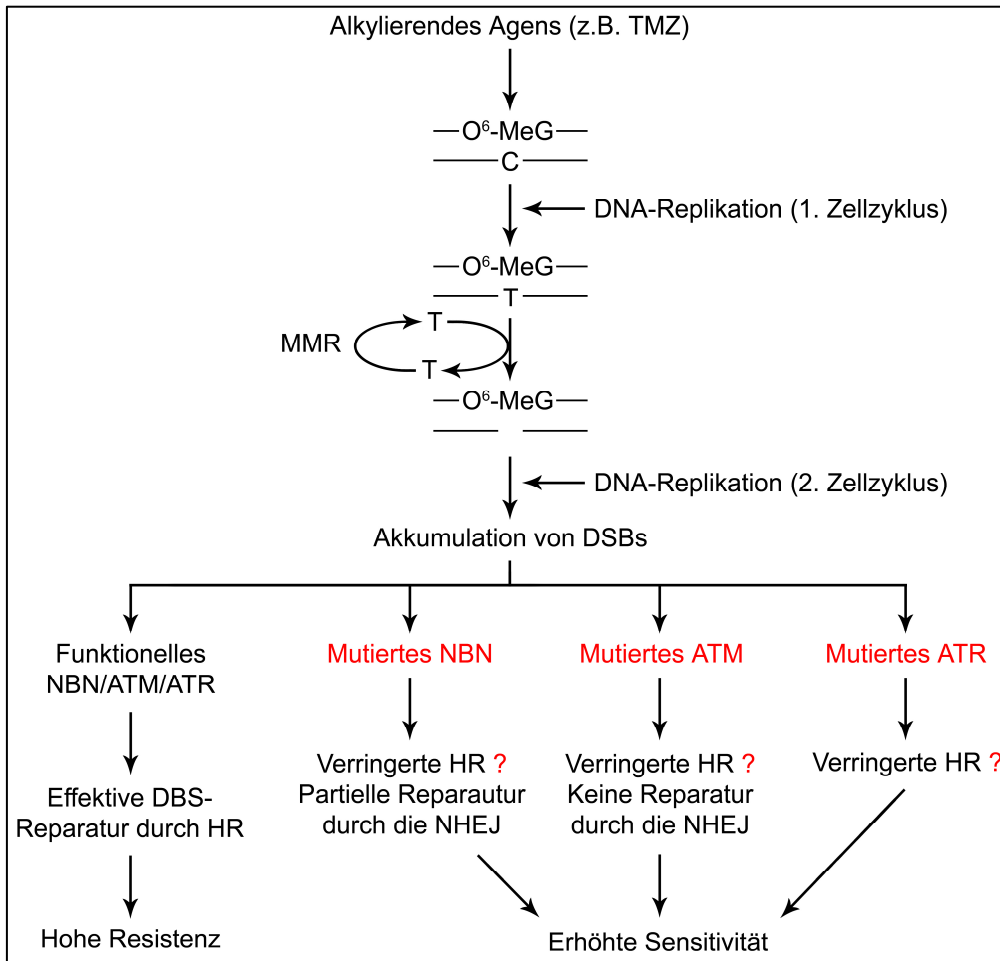 Alkylierendes Agens (z.B. TMZ)
O⁶-MeG
C
DNA-Replikation (1. Zellzyklus)
O⁶-MeG
T
MMR
T
T
O⁶-MeG
DNA-Replikation (2. Zellzyklus)
Akkumulation von DSBs
Funktionelles
NBN/ATM/ATR
Mutiertes NBN
Mutiertes ATM
Mutiertes ATR
Effektive DBS-
Reparatur durch HR
Verringerte HR ?
Partielle Reparautur
durch die NHEJ
Verringerte HR ?
Keine Reparatur
durch die NHEJ
Verringerte HR ?
Hohe Resistenz
Erhöhte Sensitivität